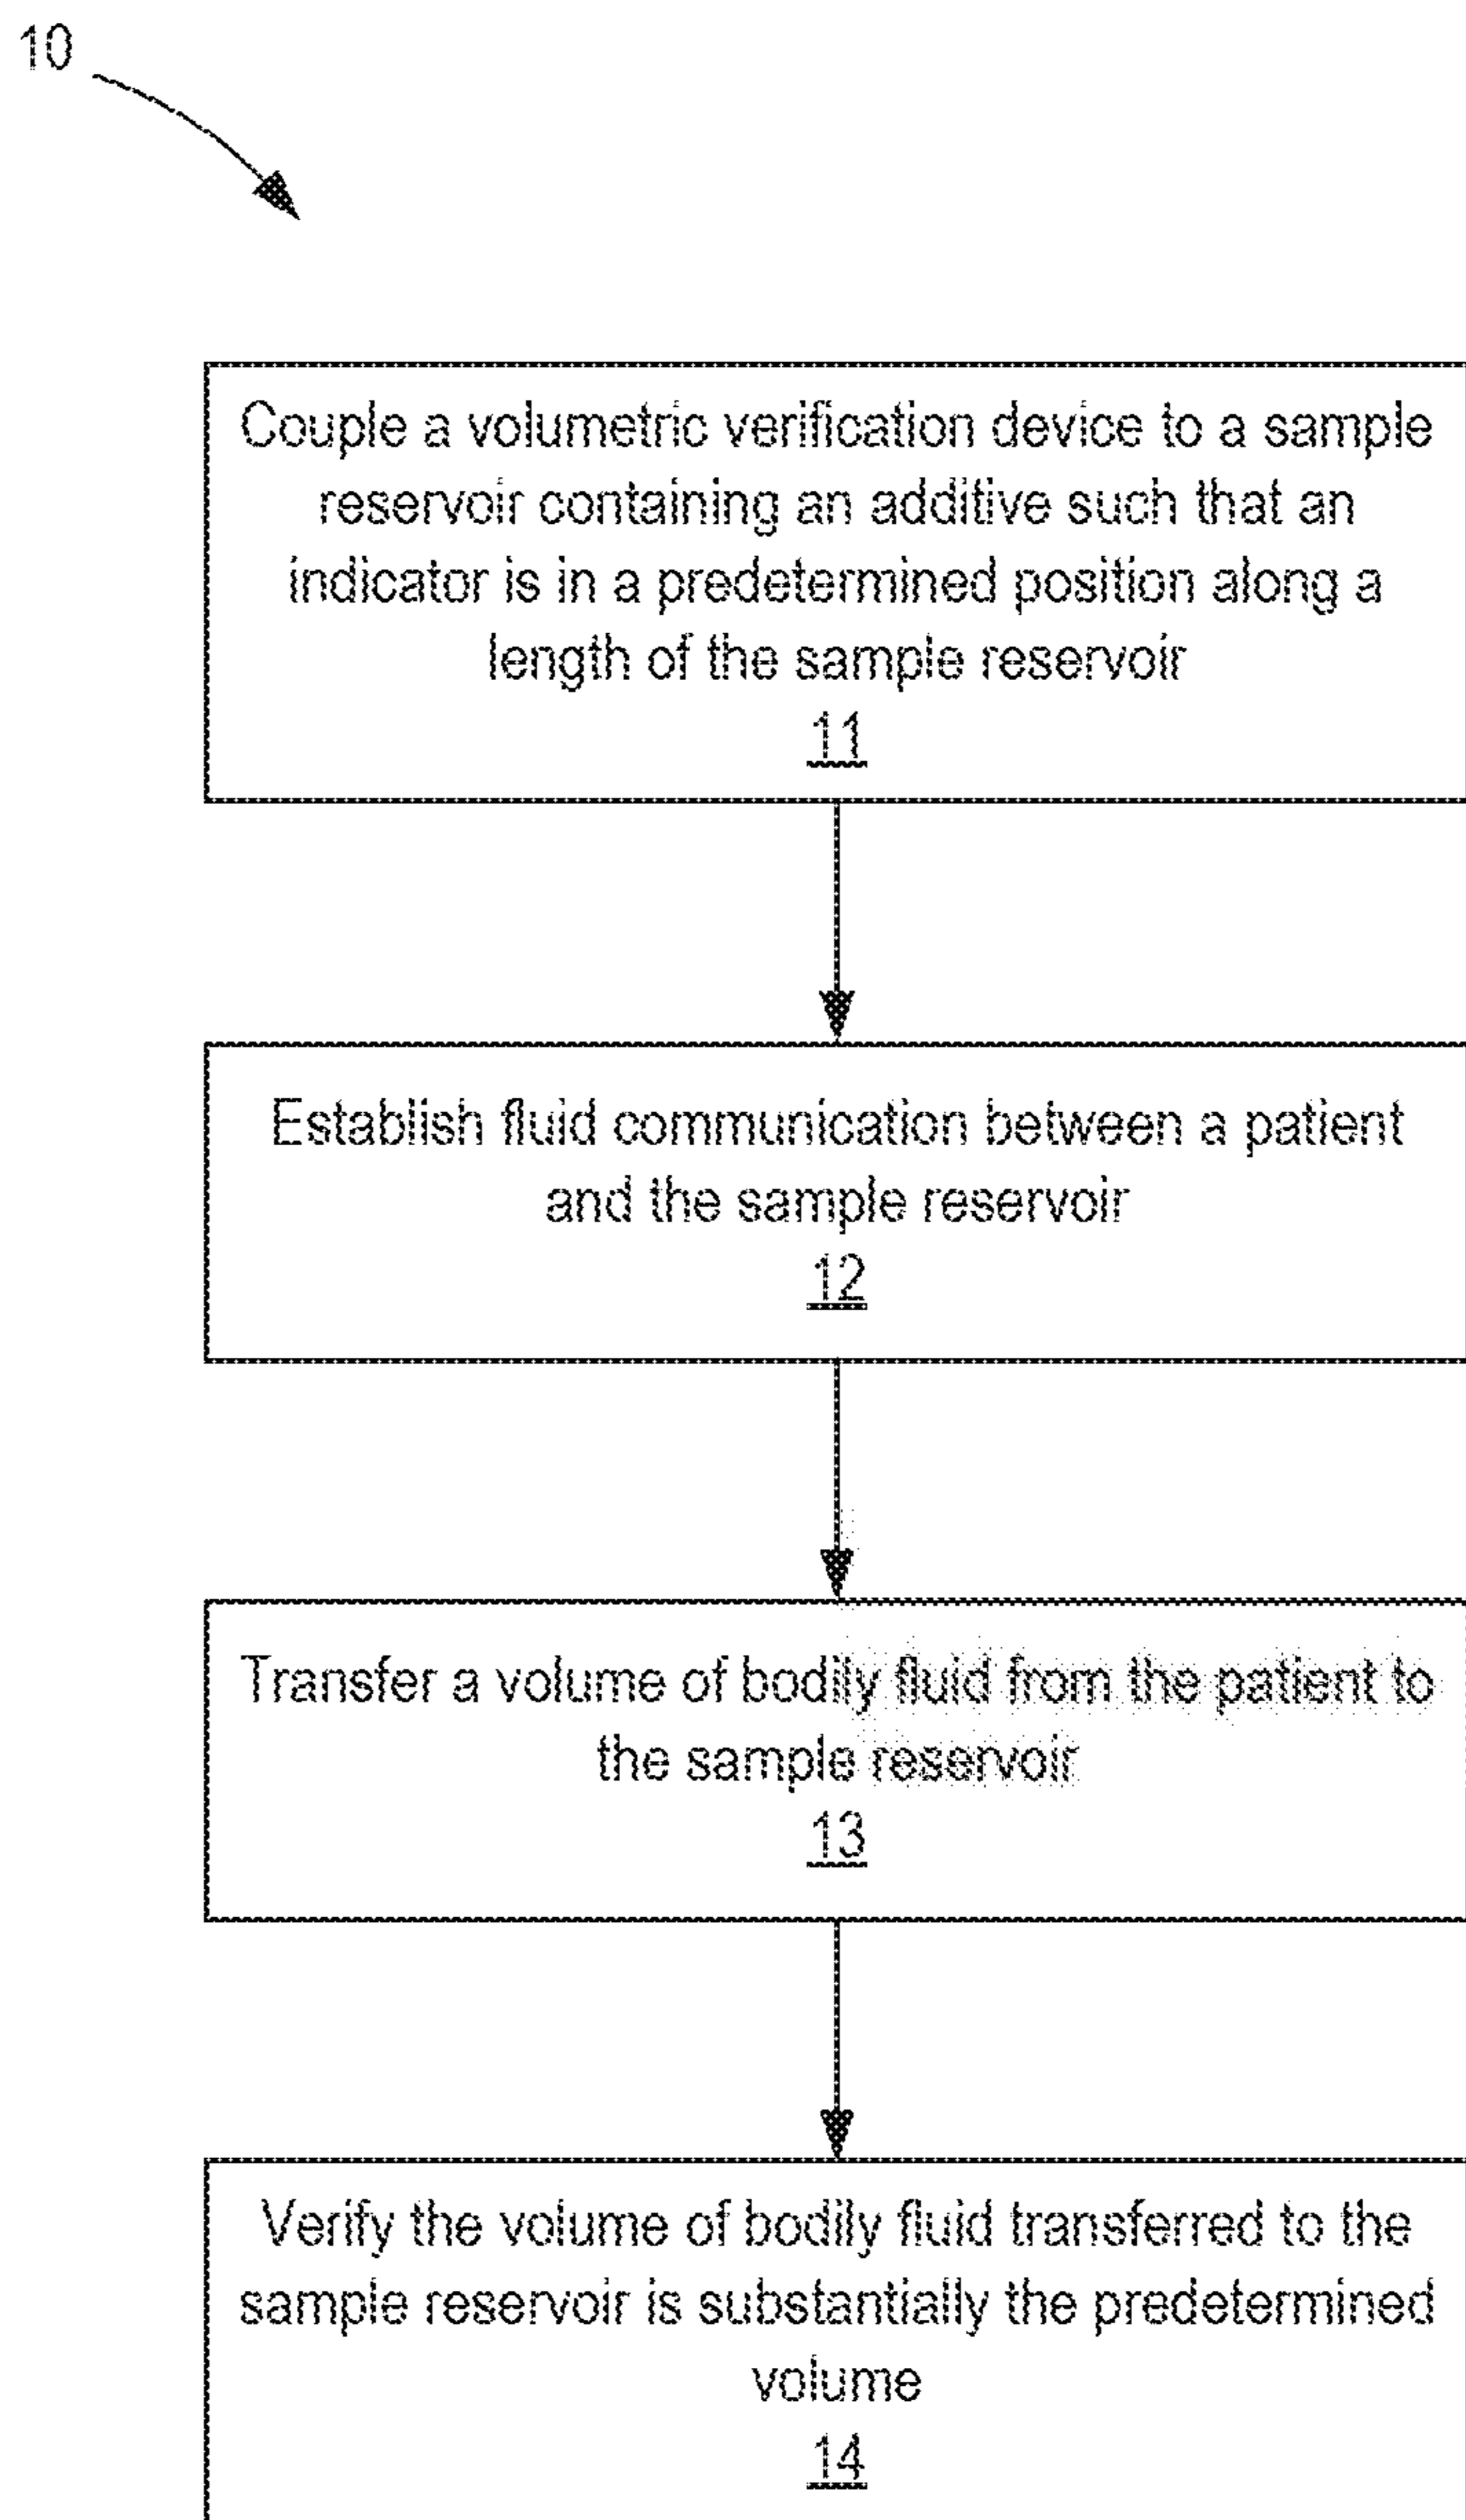 10
Couple a volumetric verification device to a sample
reservoir containing an additive such that an
indicator is in a predetermined position along a
length of the sample reservoir
11
Establish fluid communication between a patient
and the sample reservoir
12
Transfer a volume of bodily fluid from the patient to
the sample reservoir
13
Verify the volume of bodily fluid transferred to the
sample reservoir is substantially the predetermined
volume
14